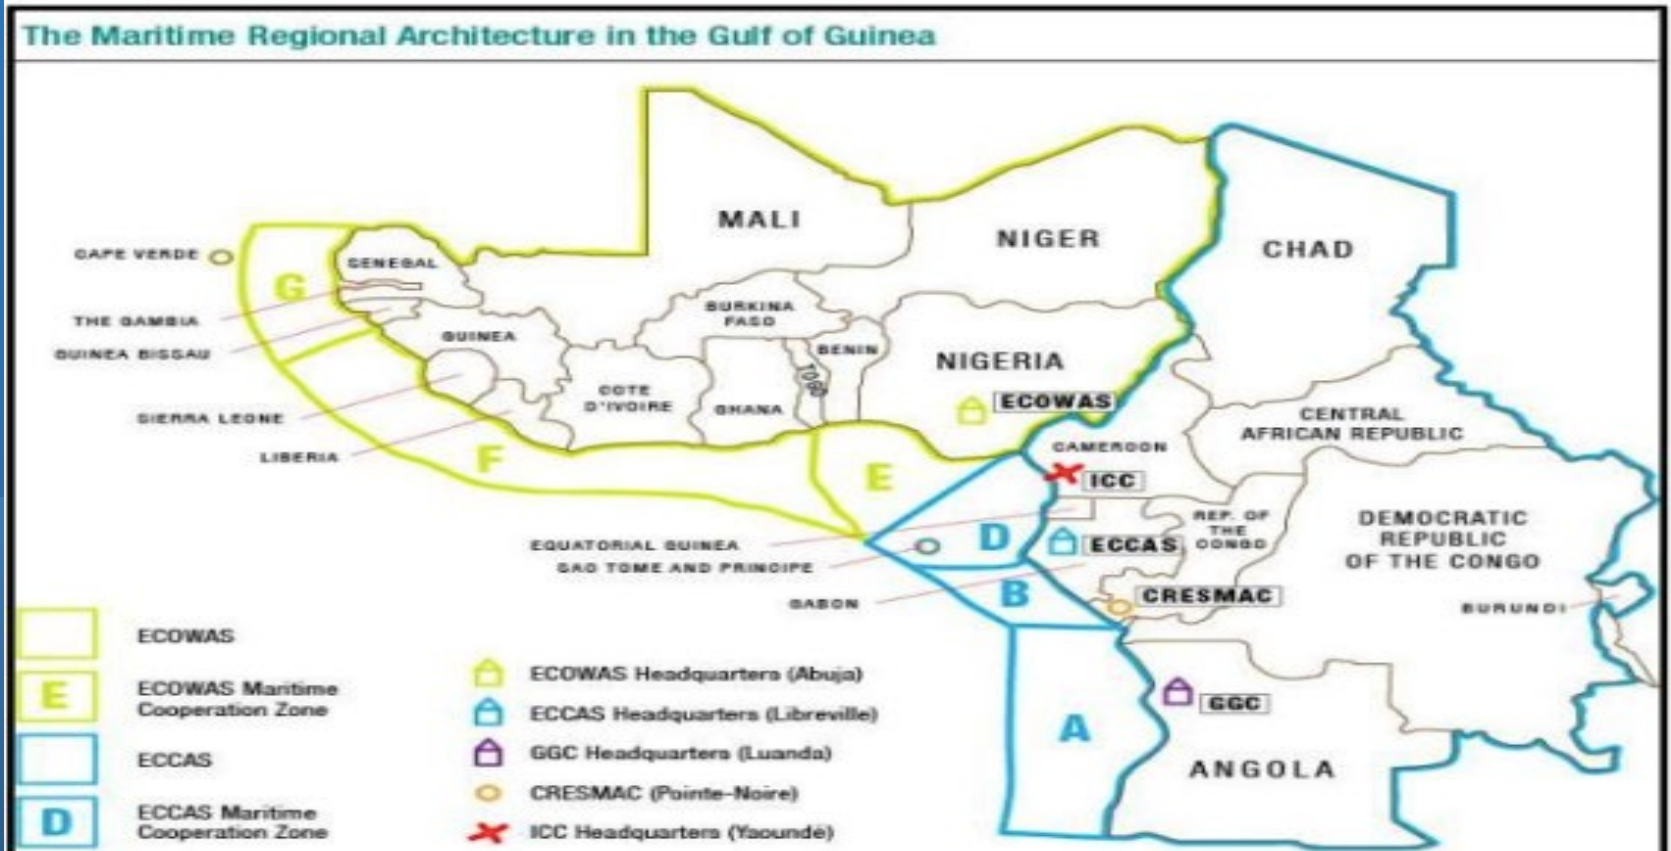 The Maritime Regional Architecture in the Gulf of Guinea
MALI
NIGER
CHAD
CAPE VERDE
SENEGAL
G
THE GAMBIA
GUINEA BISSAU
GUINEA
BURKINA
FASO
BENIN
TOGO
NIGERIA
COTE
D'IVOIRE
GHANA
ECOWAS
SIERRA LEONE
LIBERIA
CENTRAL
AFRICAN REPUBLIC
CAMEROON
F
E
ICC
D
REP. OF
THE
CONGO
DEMOCRATIC
REPUBLIC
OF THE CONGO
EQUATORIAL GUINEA
ECCAS
SAO TOME AND PRINCIPE
GABON
B
CRESMAC
BURUNDI
A
GGC
ANGOLA
ECOWAS
E
ECOWAS Maritime
Cooperation Zone
ECCAS
D
ECCAS Maritime
Cooperation Zone
ECOWAS Headquarters (Abuja)
ECCAS Headquarters (Libreville)
GGC Headquarters (Luanda)
CRESMAC (Pointe-Noire)
ICC Headquarters (Yaoundé)